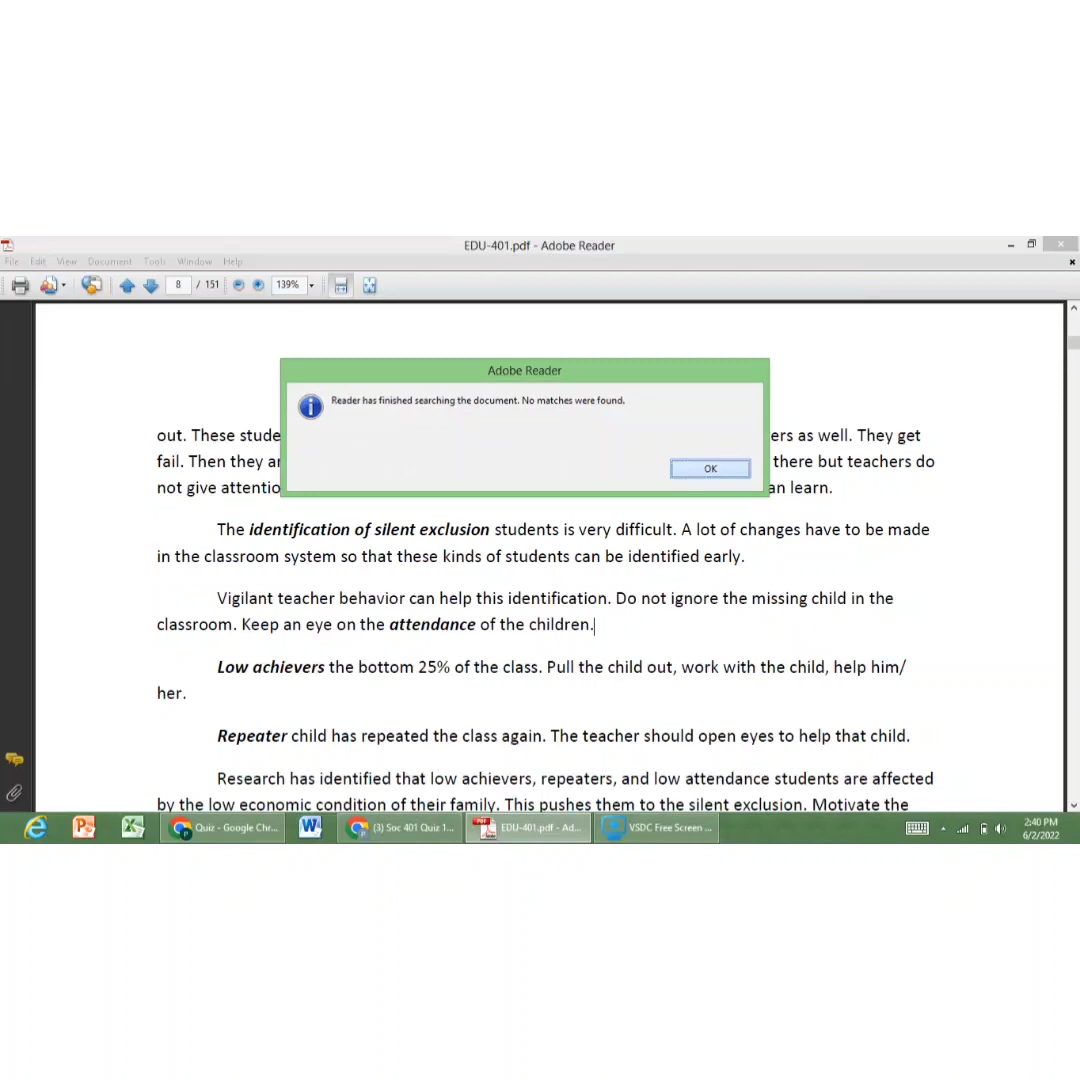 EDU-401.pdf - Adobe Reader
File Edit View Document Tools Window Help
8 / 151 139%
Adobe Reader
Reader has finished searching the document. No matches were found.
OK
out. These stude ers as well. They get
fail. Then they ar there but teachers do
not give attentio an learn.
The identification of silent exclusion students is very difficult. A lot of changes have to be made
in the classroom system so that these kinds of students can be identified early.
Vigilant teacher behavior can help this identification. Do not ignore the missing child in the
classroom. Keep an eye on the attendance of the children.
Low achievers the bottom 25% of the class. Pull the child out, work with the child, help him/
her.
Repeater child has repeated the class again. The teacher should open eyes to help that child.
Research has identified that low achievers, repeaters, and low attendance students are affected
by the low economic condition of their family. This pushes them to the silent exclusion. Motivate the
Quiz - Google Chr... (3) Soc 401 Quiz 1... EDU-401.pdf - Ad... VSDC Free Screen ... 2:40 PM
6/2/2022